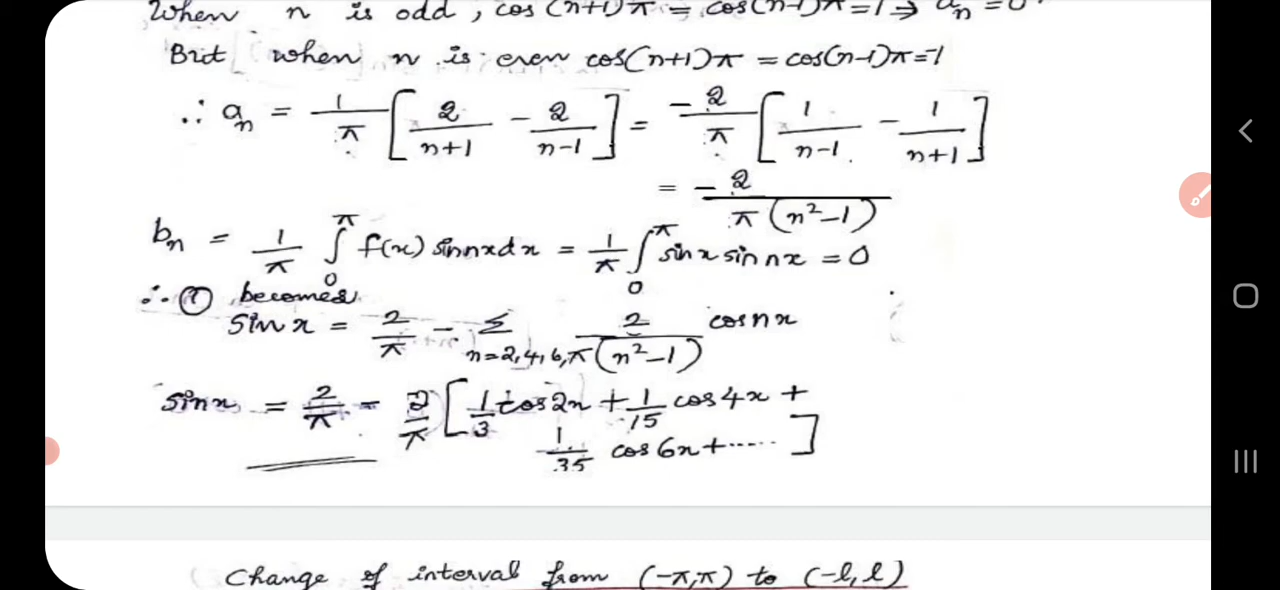 When n is odd, cos(n+1)π = cos(n-1)π = 1 ⇒ aₙ = 0
But when n is even cos(n+1)π = cos(n-1)π = -1
∴ aₙ = 1/π [2/(n+1) - 2/(n-1)] = -2/π [1/(n-1) - 1/(n+1)]
= -2/(π(n²-1))
bₙ = 1/π ∫₀^π f(x) sin nx dx = 1/π ∫₀^π sin x sin nx = 0
∴ ① becomes
sin x = 2/π - Σ n=2,4,6, 2/(π(n²-1)) cos nx
sin x = 2/π - 2/π [1/3 cos 2x + 1/15 cos 4x +
1/35 cos 6x + ...... ]
Change of interval from (-π,π) to (-l, l)